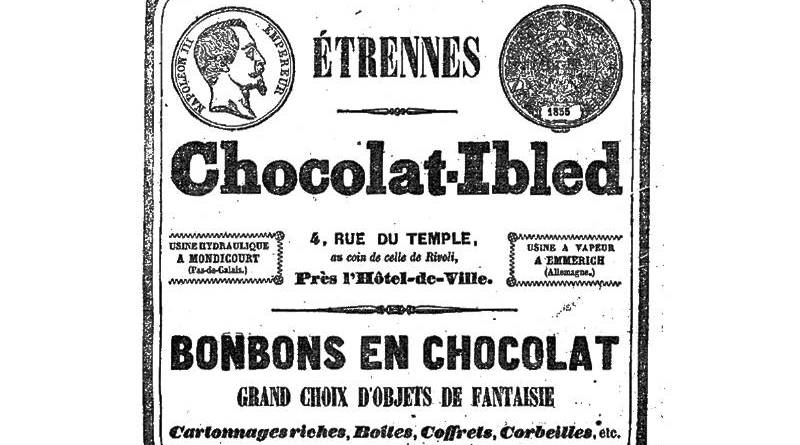 NAPOLEON III EMPEREUR
ÉTRENNES
1855
Chocolat-Ibled
USINE HYDRAULIQUE
A MONDICOURT
(Pas-de-Calais.)
4, RUE DU TEMPLE,
au coin de celle de Rivoli,
Près l'Hôtel-de-Ville.
USINE A VAPEUR
A EMMERICH
(Allemagne.)
BONBONS EN CHOCOLAT
GRAND CHOIX D'OBJETS DE FANTAISIE
Cartonnages riches, Boîtes, Coffrets, Corbeilles, etc.